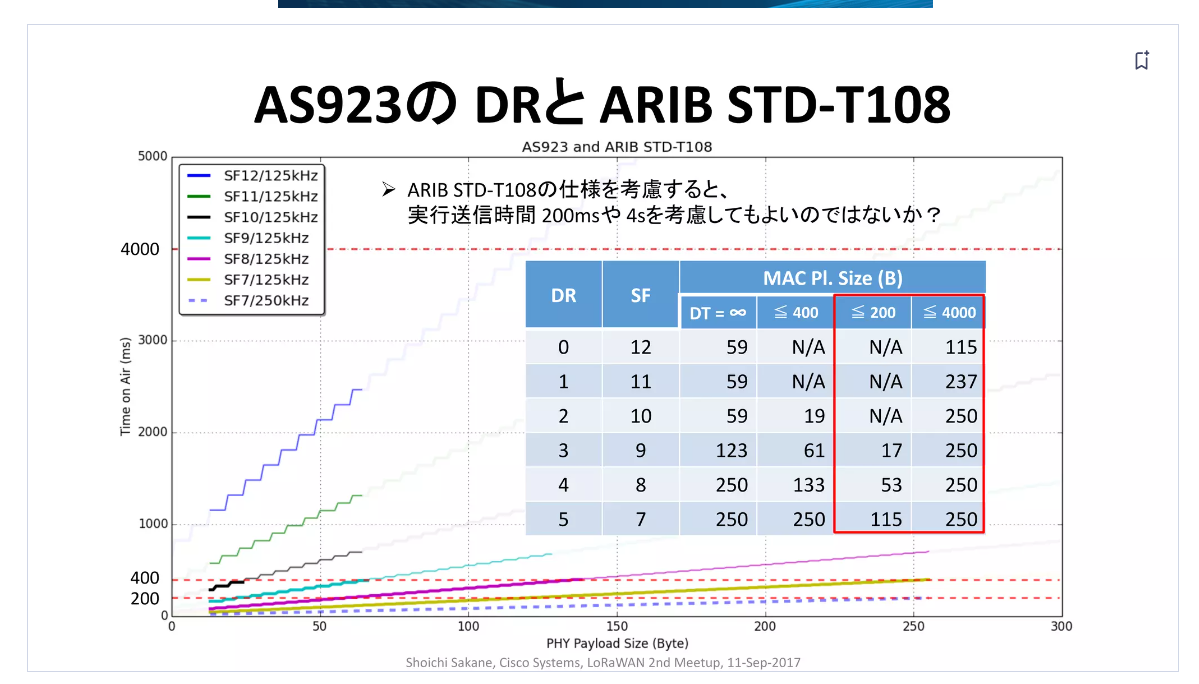 AS923の DRと ARIB STD-T108
AS923 and ARIB STD-T108
5000
4000
3000
2000
1000
400
200
0
Time on Air (ms)
SF12/125kHz
SF11/125kHz
SF10/125kHz
SF9/125kHz
SF8/125kHz
SF7/125kHz
SF7/250kHz
➢ ARIB STD-T108の仕様を考慮すると、
実行送信時間 200msや 4sを考慮してもよいのではないか？
DR SF MAC Pl. Size (B)
DT = ∞ ≦ 400 ≦ 200 ≦ 4000
0 12 59 N/A N/A 115
1 11 59 N/A N/A 237
2 10 59 19 N/A 250
3 9 123 61 17 250
4 8 250 133 53 250
5 7 250 250 115 250
0 50 100 150 200 250 300
PHY Payload Size (Byte)
Shoichi Sakane, Cisco Systems, LoRaWAN 2nd Meetup, 11-Sep-2017